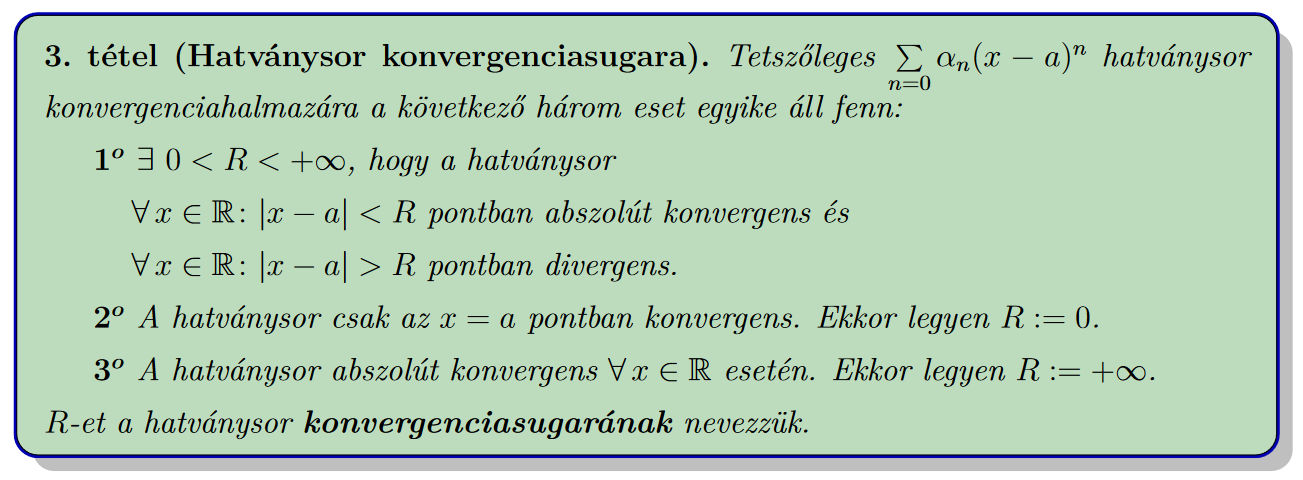 3. tétel (Hatványsor konvergenciasugara). Tetszőleges ∑_{n=0} α_n(x − a)^n hatványsor
konvergenciahalmazára a következő három eset egyike áll fenn:
1° ∃ 0 < R < +∞, hogy a hatványsor
∀ x ∈ ℝ: |x − a| < R pontban abszolút konvergens és
∀ x ∈ ℝ: |x − a| > R pontban divergens.
2° A hatványsor csak az x = a pontban konvergens. Ekkor legyen R := 0.
3° A hatványsor abszolút konvergens ∀ x ∈ ℝ esetén. Ekkor legyen R := +∞.
R-et a hatványsor konvergenciasugarának nevezzük.